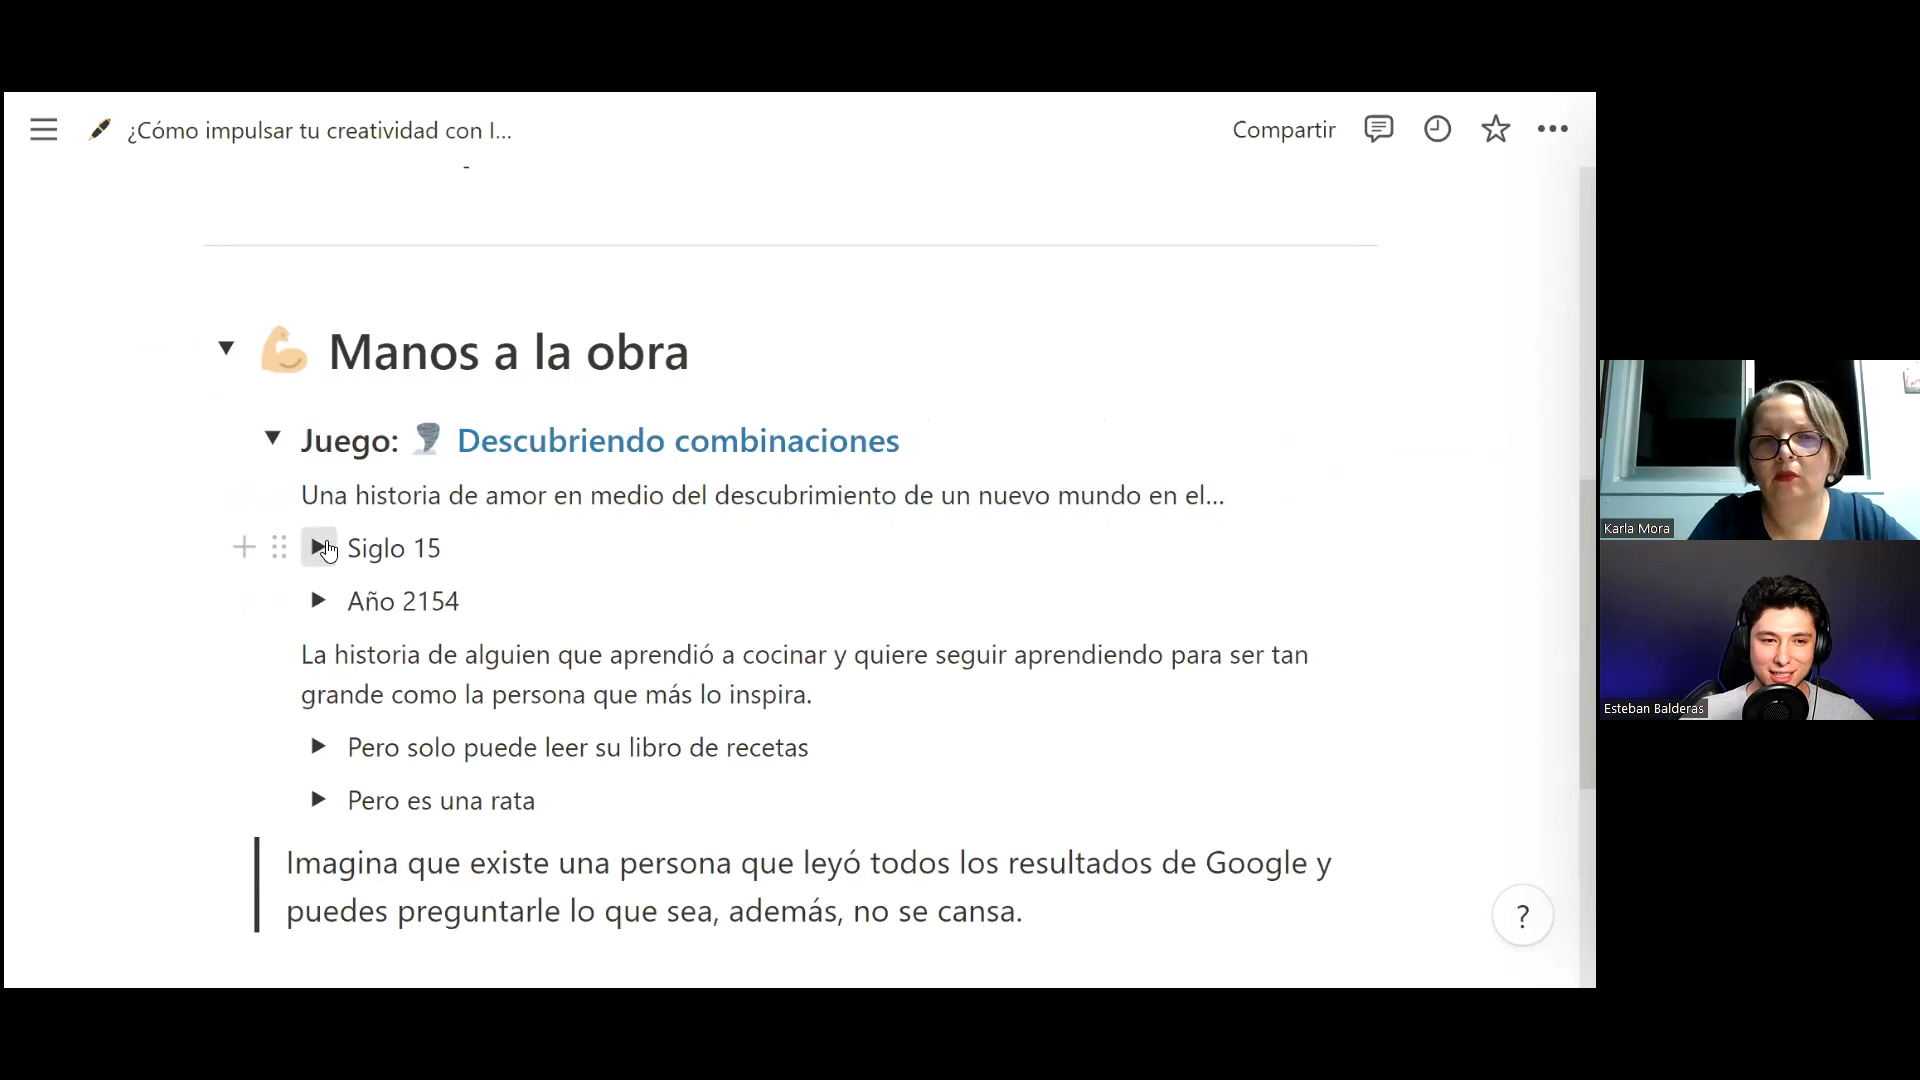 ¿Cómo impulsar tu creatividad con I...
Compartir
Manos a la obra
Juego: Descubriendo combinaciones
Una historia de amor en medio del descubrimiento de un nuevo mundo en el...
Siglo 15
Año 2154
La historia de alguien que aprendió a cocinar y quiere seguir aprendiendo para ser tan
grande como la persona que más lo inspira.
Pero solo puede leer su libro de recetas
Pero es una rata
Imagina que existe una persona que leyó todos los resultados de Google y
puedes preguntarle lo que sea, además, no se cansa.
?
Karla Mora
Esteban Balderas